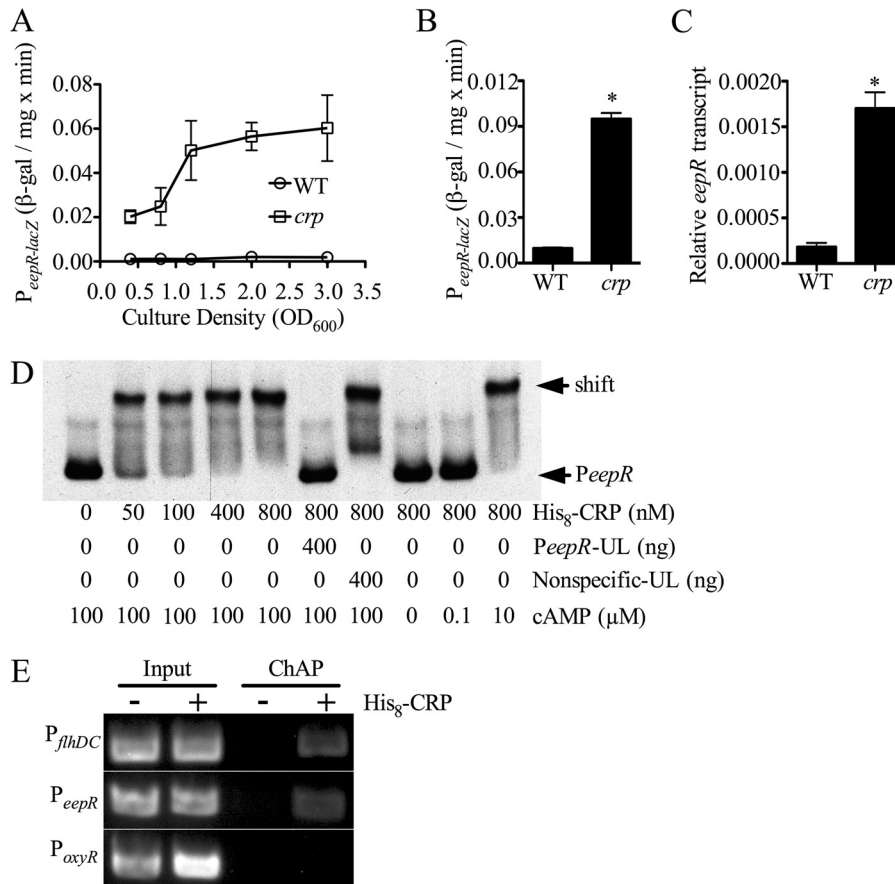 A
P_eepR-lacZ (β-gal / mg x min)
0.08
0.06
0.04
0.02
0.00
WT
crp
0.0 0.5 1.0 1.5 2.0 2.5 3.0 3.5
Culture Density (OD600)
B
P_eepR-lacZ (β-gal / mg x min)
0.012
0.09
0.06
0.03
0.010
0.00
*
WT crp
C
Relative eepR transcript
0.0020
0.0015
0.0010
0.0005
0.0000
*
WT crp
D
shift
PeepR
0 50 100 400 800 800 800 800 800 800 His8-CRP (nM)
0 0 0 0 0 400 0 0 0 0 PeepR-UL (ng)
0 0 0 0 0 0 400 0 0 0 Nonspecific-UL (ng)
100 100 100 100 100 100 100 0 0.1 10 cAMP (µM)
E
Input ChAP
- + - + His8-CRP
P_flhDC
P_eepR
P_oxyR